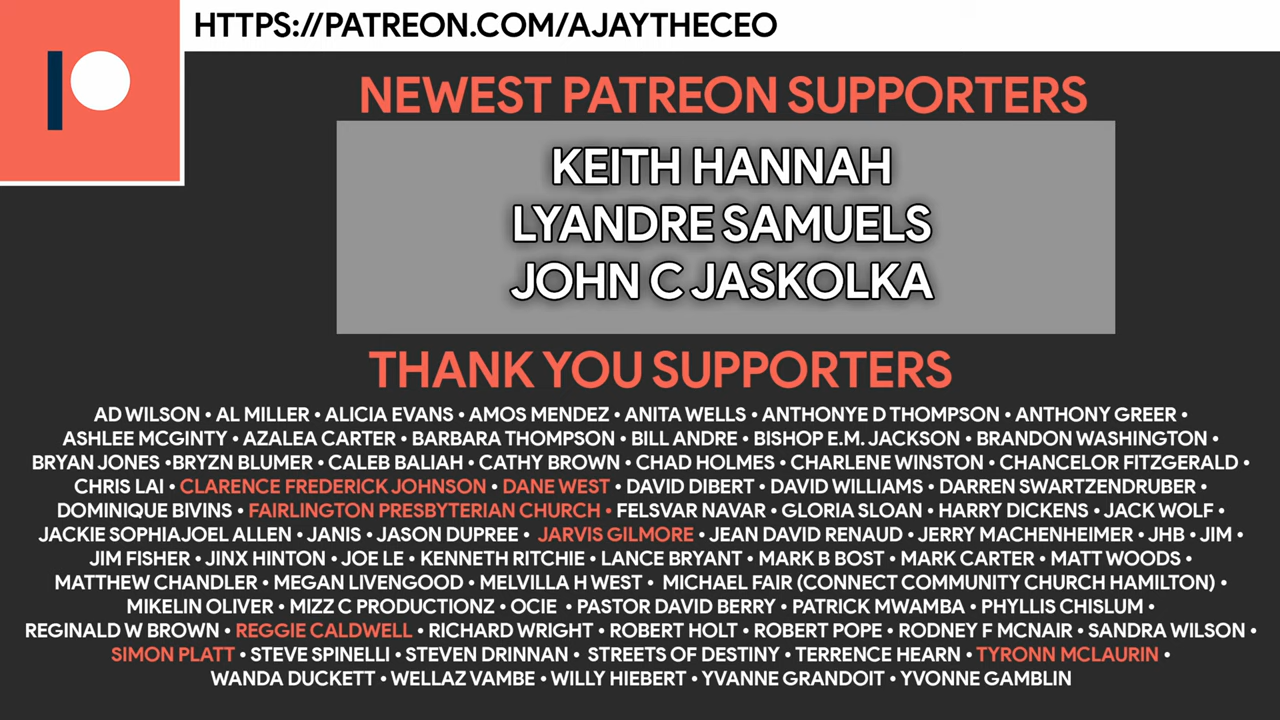 HTTPS://PATREON.COM/AJAYTHECEO
NEWEST PATREON SUPPORTERS
KEITH HANNAH
LYANDRE SAMUELS
JOHN C JASKOLKA
THANK YOU SUPPORTERS
AD WILSON • AL MILLER • ALICIA EVANS • AMOS MENDEZ • ANITA WELLS • ANTHONYE D THOMPSON • ANTHONY GREER •
ASHLEE MCGINTY • AZALEA CARTER • BARBARA THOMPSON • BILL ANDRE • BISHOP E.M. JACKSON • BRANDON WASHINGTON •
BRYAN JONES •BRYZN BLUMER • CALEB BALIAH • CATHY BROWN • CHAD HOLMES • CHARLENE WINSTON • CHANCELOR FITZGERALD •
CHRIS LAI • CLARENCE FREDERICK JOHNSON • DANE WEST • DAVID DIBERT • DAVID WILLIAMS • DARREN SWARTZENDRUBER •
DOMINIQUE BIVINS • FAIRLINGTON PRESBYTERIAN CHURCH • FELSVAR NAVAR • GLORIA SLOAN • HARRY DICKENS • JACK WOLF •
JACKIE SOPHIAJOEL ALLEN • JANIS • JASON DUPREE • JARVIS GILMORE • JEAN DAVID RENAUD • JERRY MACHENHEIMER • JHB • JIM •
JIM FISHER • JINX HINTON • JOE LE • KENNETH RITCHIE • LANCE BRYANT • MARK B BOST • MARK CARTER • MATT WOODS •
MATTHEW CHANDLER • MEGAN LIVENGOOD • MELVILLA H WEST • MICHAEL FAIR (CONNECT COMMUNITY CHURCH HAMILTON) •
MIKELIN OLIVER • MIZZ C PRODUCTIONZ • OCIE • PASTOR DAVID BERRY • PATRICK MWAMBA • PHYLLIS CHISLUM •
REGINALD W BROWN • REGGIE CALDWELL • RICHARD WRIGHT • ROBERT HOLT • ROBERT POPE • RODNEY F MCNAIR • SANDRA WILSON •
SIMON PLATT • STEVE SPINELLI • STEVEN DRINNAN • STREETS OF DESTINY • TERRENCE HEARN • TYRONN MCLAURIN •
WANDA DUCKETT • WELLAZ VAMBE • WILLY HIEBERT • YVANNE GRANDOIT • YVONNE GAMBLIN